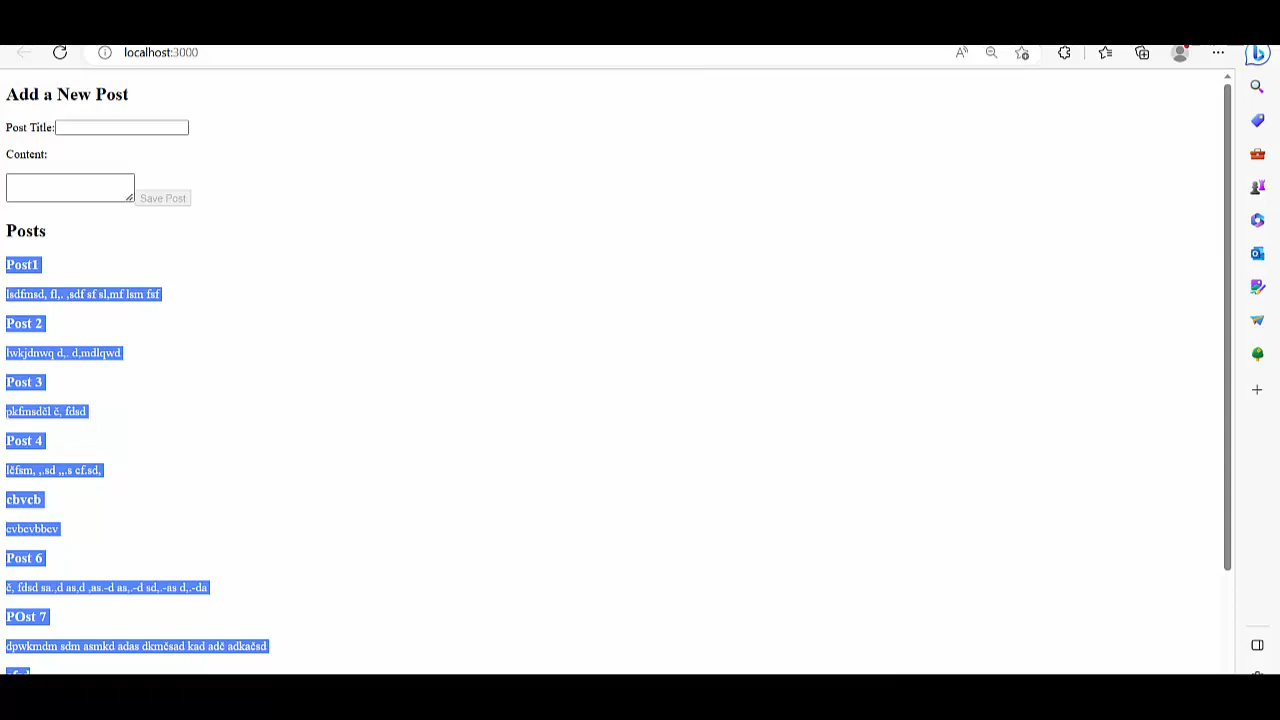 localhost:3000
Add a New Post
Post Title:
Content:
Save Post
Posts
Post1
lsdfmsd, fl,. ,sdf sf sl,mf lsm fsf
Post 2
lwkjdnwq d,. d,mdlqwd
Post 3
pkfmsdčl č, fdsd
Post 4
lčfsm, ,.sd ,,.s cf.sd,
cbvcb
cvbcvbbcv
Post 6
č, fdsd sa.,d as,d ,as.-d as,.-d sd,.-as d,.-da
POst 7
dpwkmdm sdm asmkd adas dkmčsad kad adč adkačsd